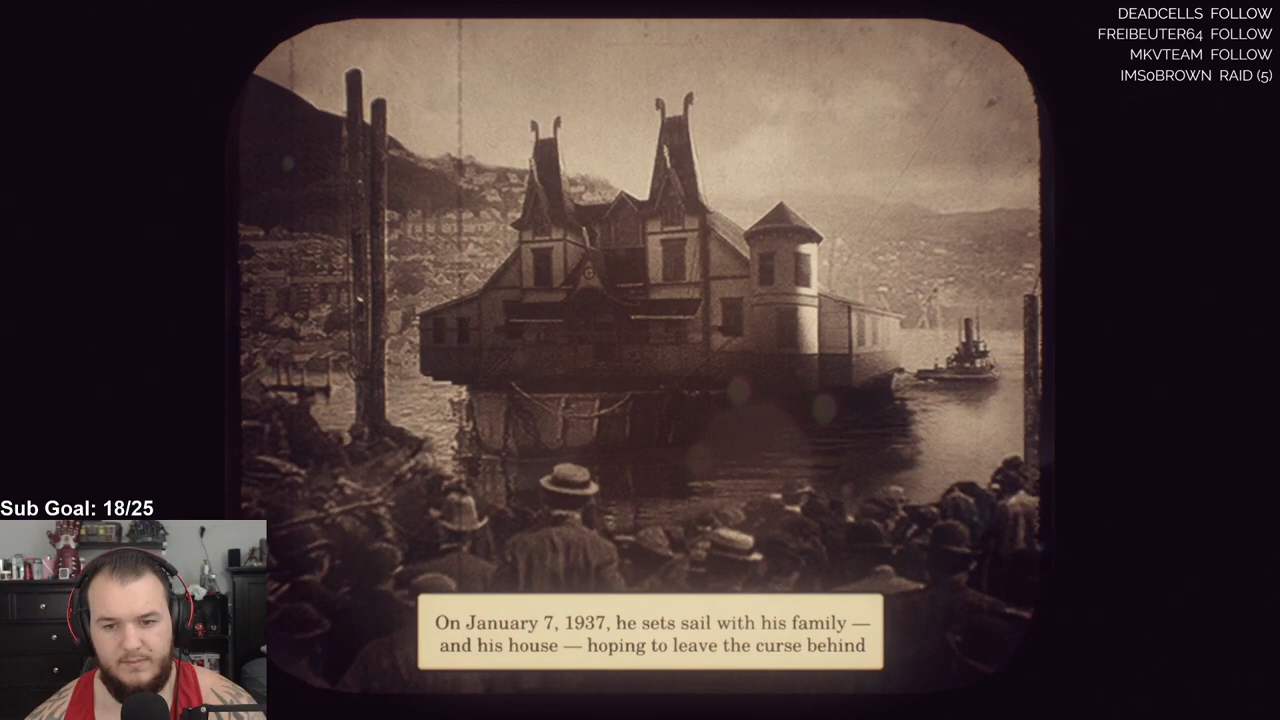 DEADCELLS FOLLOW
FREIBEUTER64 FOLLOW
MKVTEAM FOLLOW
IMS0BROWN RAID (5)
Sub Goal: 18/25
On January 7, 1937, he sets sail with his family —
and his house — hoping to leave the curse behind